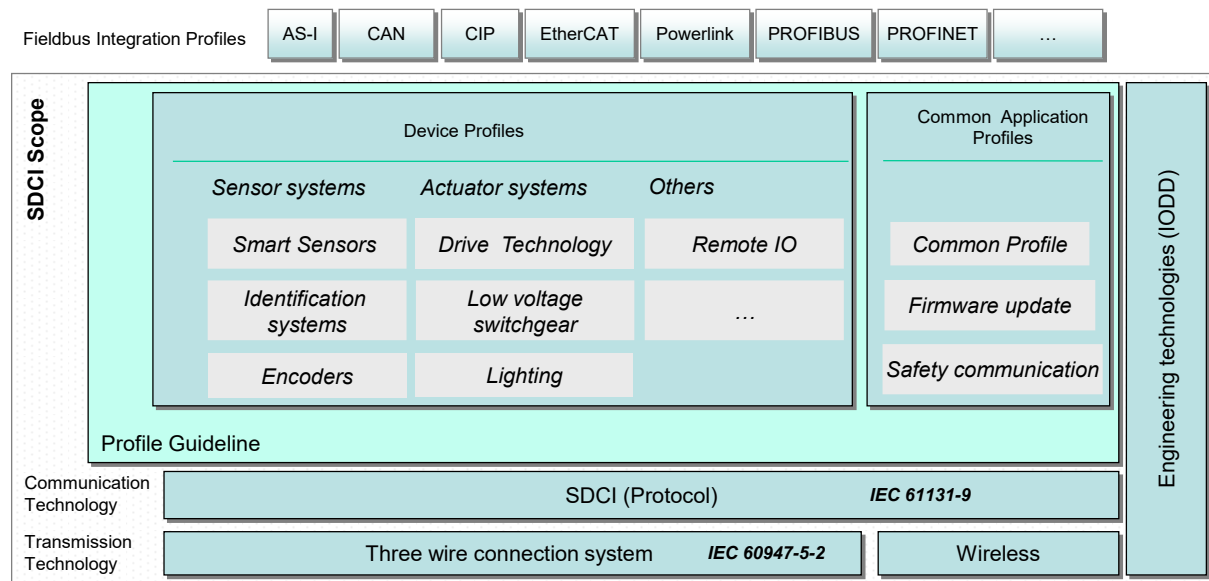 Fieldbus Integration Profiles
AS-I
CAN
CIP
EtherCAT
Powerlink
PROFIBUS
PROFINET
…
SDCI Scope
Device Profiles
Sensor systems
Actuator systems
Others
Smart Sensors
Drive Technology
Remote IO
Identification
systems
Low voltage
switchgear
…
Encoders
Lighting
Common Application
Profiles
Common Profile
Firmware update
Safety communication
Profile Guideline
Engineering technologies (IODD)
Communication
Technology
SDCI (Protocol)
IEC 61131-9
Transmission
Technology
Three wire connection system
IEC 60947-5-2
Wireless